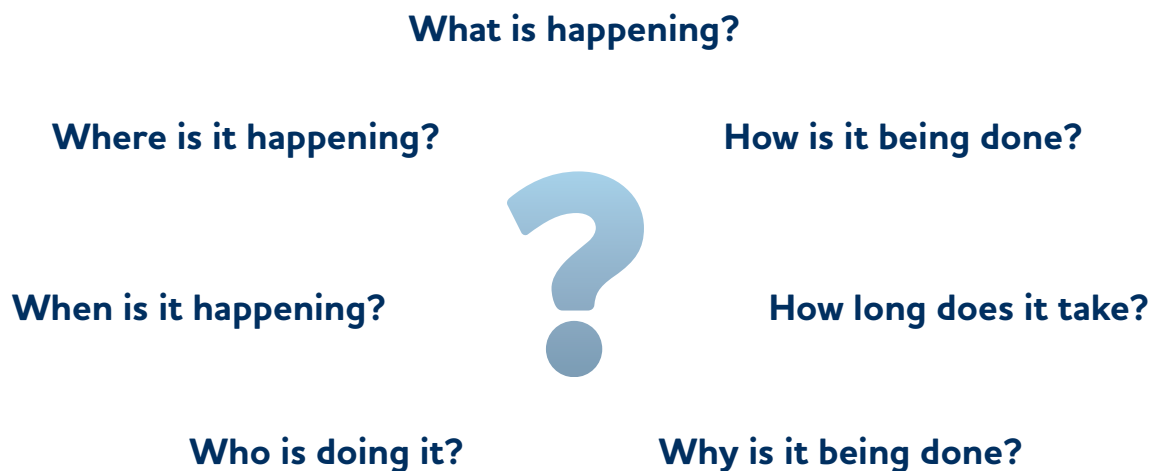 What is happening?
Where is it happening?
How is it being done?
?
When is it happening?
How long does it take?
Who is doing it?
Why is it being done?